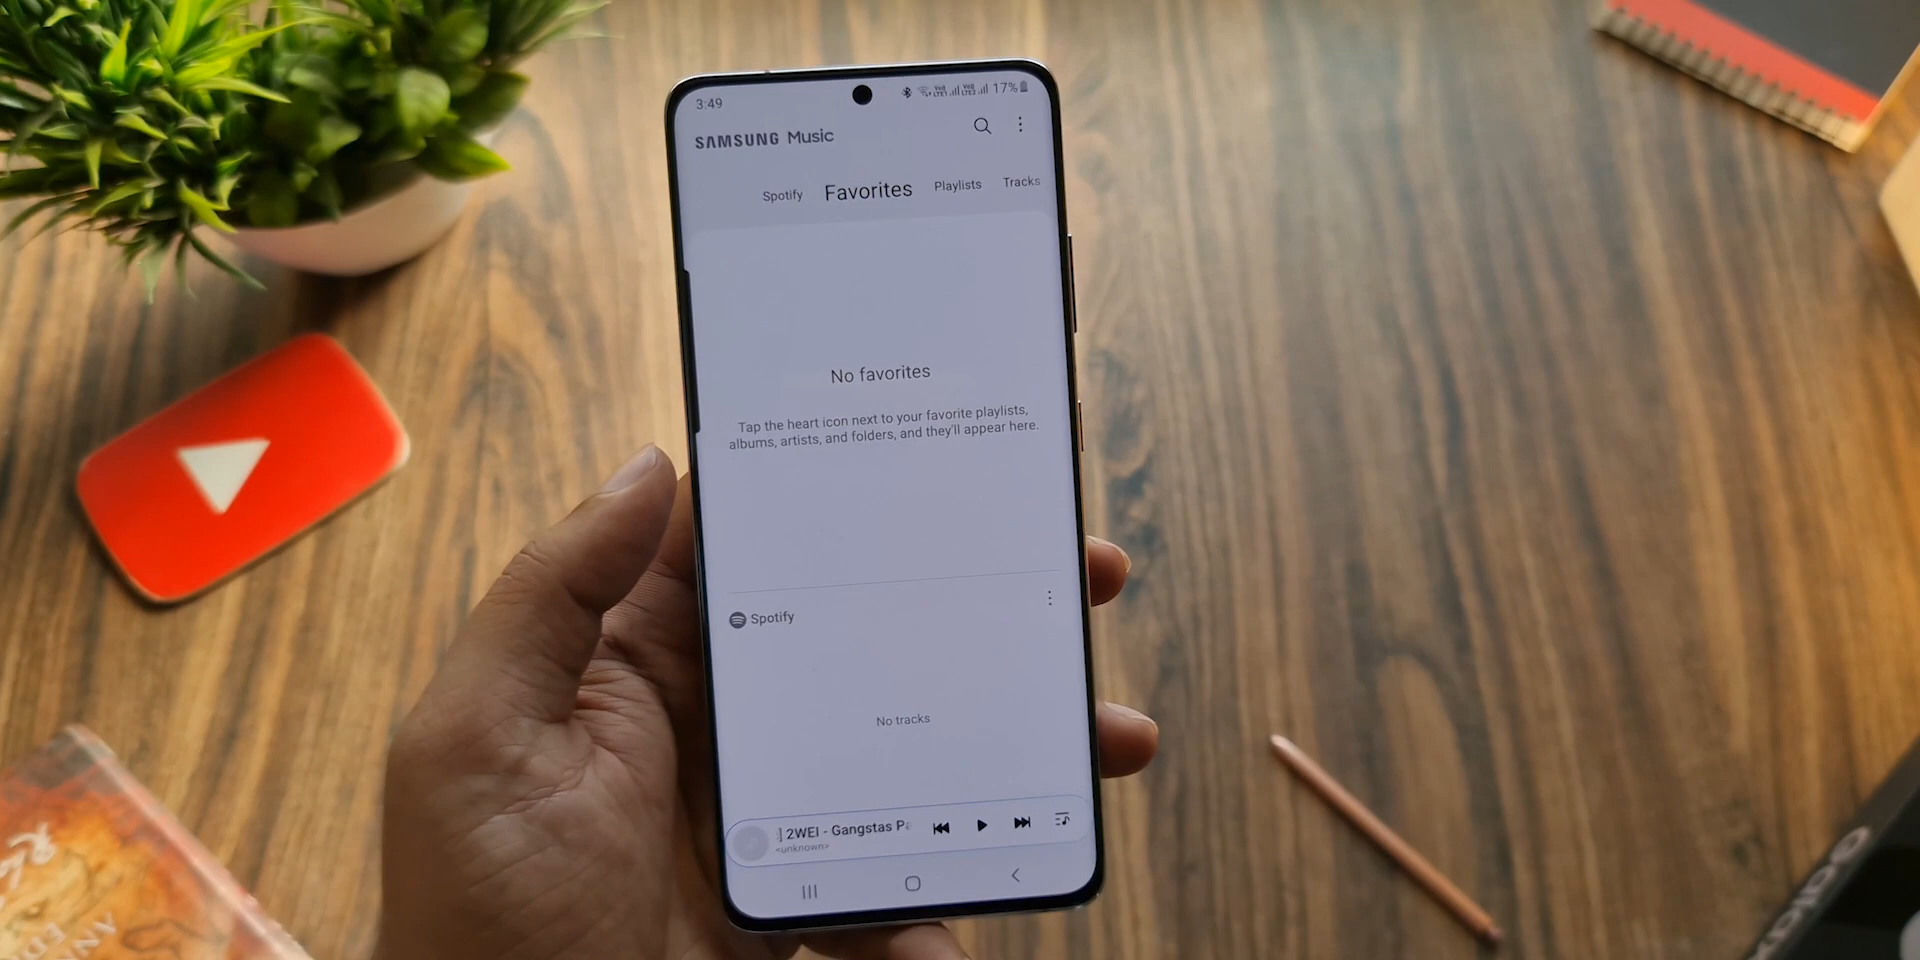 3:49
17%
SAMSUNG Music
Spotify Favorites Playlists Tracks
No favorites
Tap the heart icon next to your favorite playlists,
albums, artists, and folders, and they'll appear here.
Spotify
No tracks
2WEI - Gangstas P
<unknown>